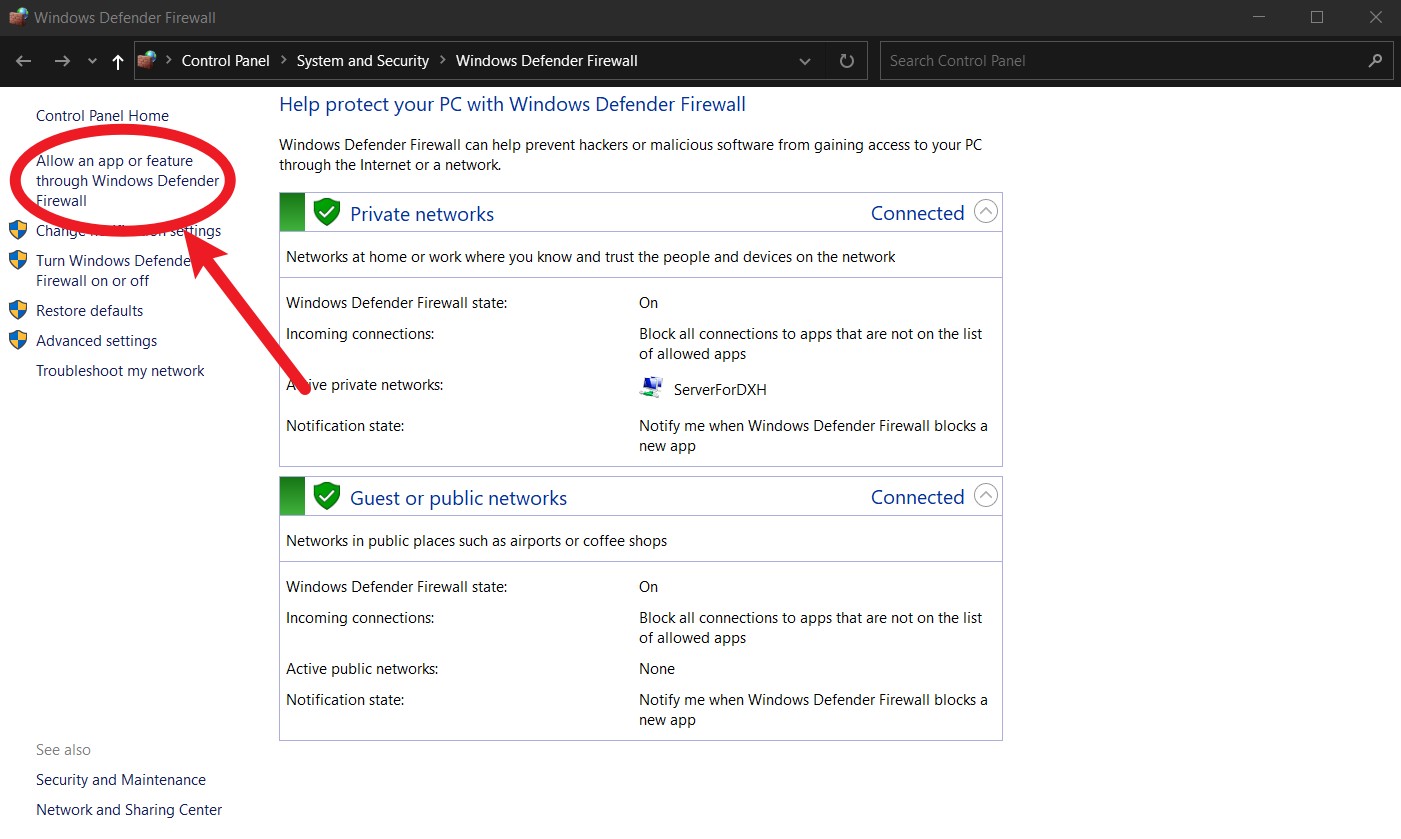 Windows Defender Firewall
Control Panel
System and Security
Windows Defender Firewall
Search Control Panel
Control Panel Home
Allow an app or feature
through Windows Defender
Firewall
Change notification settings
Turn Windows Defender
Firewall on or off
Restore defaults
Advanced settings
Troubleshoot my network
See also
Security and Maintenance
Network and Sharing Center
Help protect your PC with Windows Defender Firewall
Windows Defender Firewall can help prevent hackers or malicious software from gaining access to your PC
through the Internet or a network.
Private networks
Connected
Networks at home or work where you know and trust the people and devices on the network
Windows Defender Firewall state:
On
Incoming connections:
Block all connections to apps that are not on the list
of allowed apps
Active private networks:
ServerForDXH
Notification state:
Notify me when Windows Defender Firewall blocks a
new app
Guest or public networks
Connected
Networks in public places such as airports or coffee shops
Windows Defender Firewall state:
On
Incoming connections:
Block all connections to apps that are not on the list
of allowed apps
Active public networks:
None
Notification state:
Notify me when Windows Defender Firewall blocks a
new app